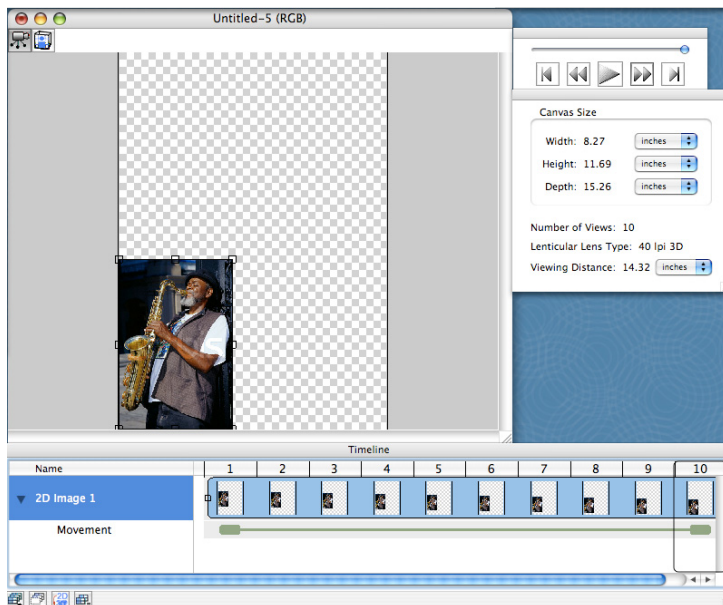 Untitled-5 (RGB)
Canvas Size
Width: 8.27 inches
Height: 11.69 inches
Depth: 15.26 inches
Number of Views: 10
Lenticular Lens Type: 40 lpi 3D
Viewing Distance: 14.32 inches
Timeline
Name 1 2 3 4 5 6 7 8 9 10
2D Image 1
Movement
2D